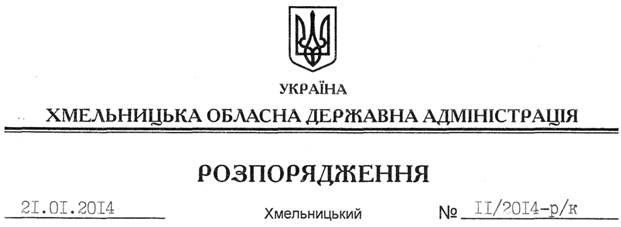 УКРАЇНА
ХМЕЛЬНИЦЬКА ОБЛАСНА ДЕРЖАВНА АДМІНІСТРАЦІЯ
РОЗПОРЯДЖЕННЯ
21.01.2014 Хмельницький № 11/2014-р/к